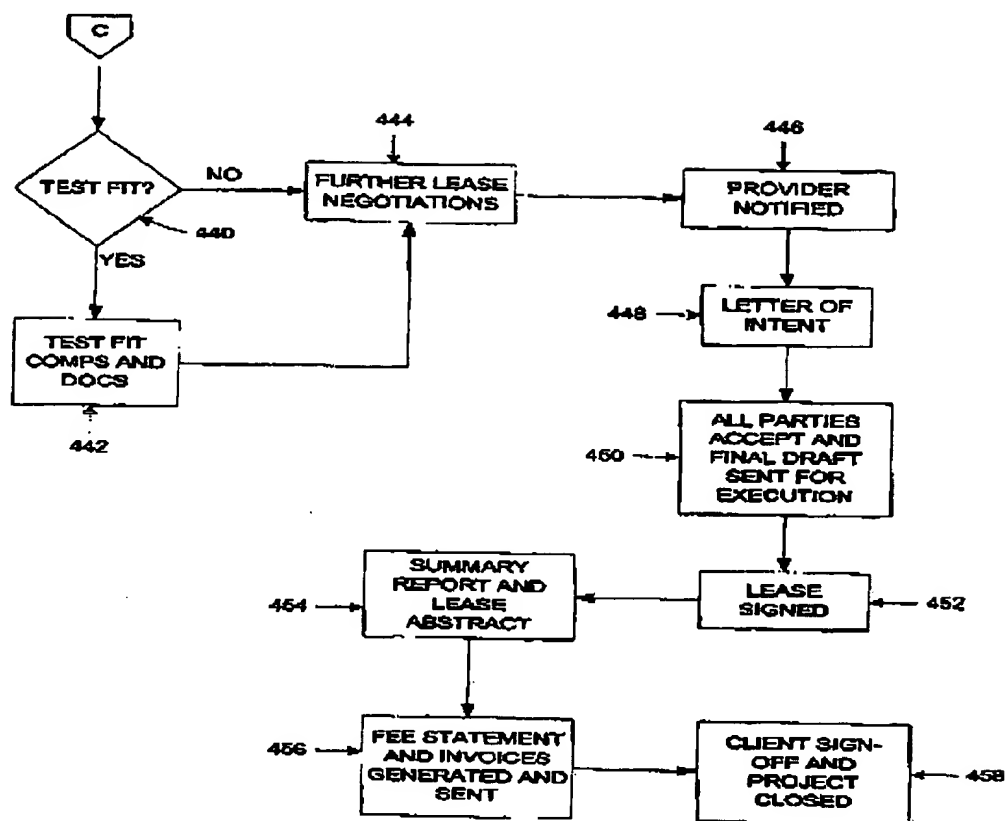 C
TEST FIT?
NO
440
YES
TEST FIT
COMPS AND
DOCS
442
444
FURTHER LEASE
NEGOTIATIONS
446
PROVIDER
NOTIFIED
448
LETTER OF
INTENT
450
ALL PARTIES
ACCEPT AND
FINAL DRAFT
SENT FOR
EXECUTION
LEASE
SIGNED
452
454
SUMMARY
REPORT AND
LEASE
ABSTRACT
456
FEE STATEMENT
AND INVOICES
GENERATED AND
SENT
CLIENT SIGN-
OFF AND
PROJECT
CLOSED
458